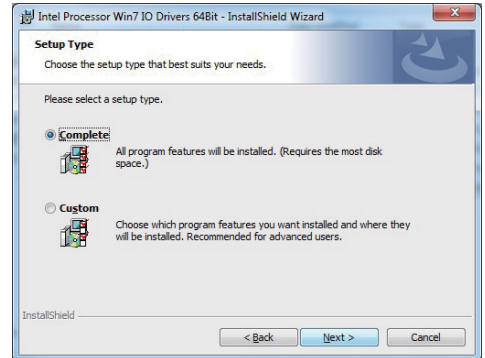 Intel Processor Win7 IO Drivers 64Bit - InstallShield Wizard
Setup Type
Choose the setup type that best suits your needs.
Please select a setup type.
Complete
All program features will be installed. (Requires the most disk
space.)
Custom
Choose which program features you want installed and where they
will be installed. Recommended for advanced users.
InstallShield
< Back Next > Cancel